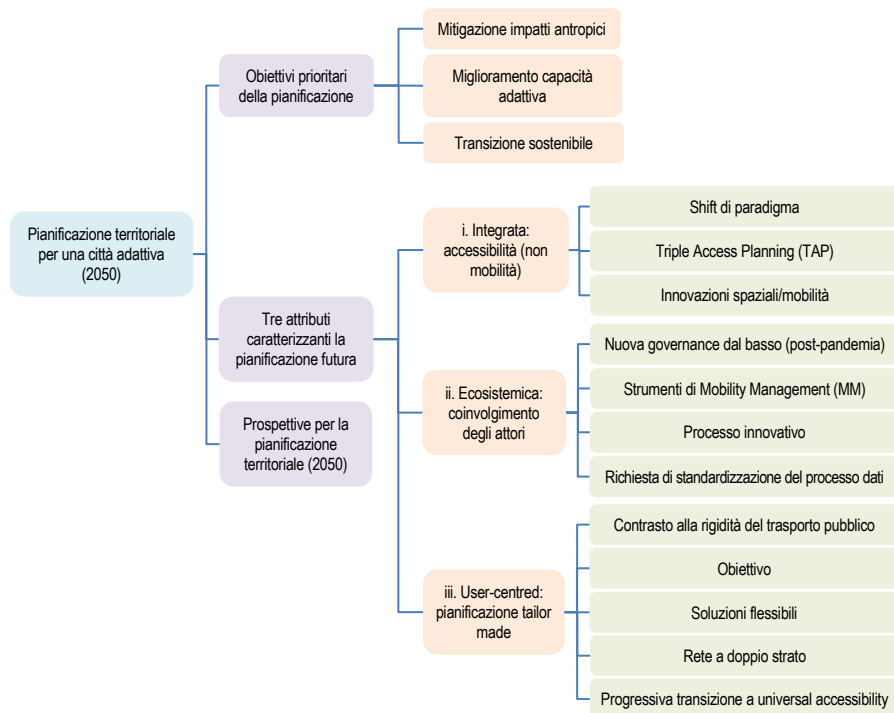 Pianificazione territoriale
per una città adattiva
(2050)
Obiettivi prioritari
della pianificazione
Mitigazione impatti antropici
Miglioramento capacità
adattiva
Transizione sostenibile
Tre attributi
caratterizzanti la
pianificazione futura
i. Integrata:
accessibilità (non
mobilità)
Shift di paradigma
Triple Access Planning (TAP)
Innovazioni spaziali/mobilità
ii. Ecosistemica:
coinvolgimento
degli attori
Nuova governance dal basso (post-pandemia)
Strumenti di Mobility Management (MM)
Processo innovativo
Richiesta di standardizzazione del processo dati
iii. User-centred:
pianificazione tailor
made
Contrasto alla rigidità del trasporto pubblico
Obiettivo
Soluzioni flessibili
Rete a doppio strato
Progressiva transizione a universal accessibility
Prospettive per la
pianificazione
territoriale (2050)